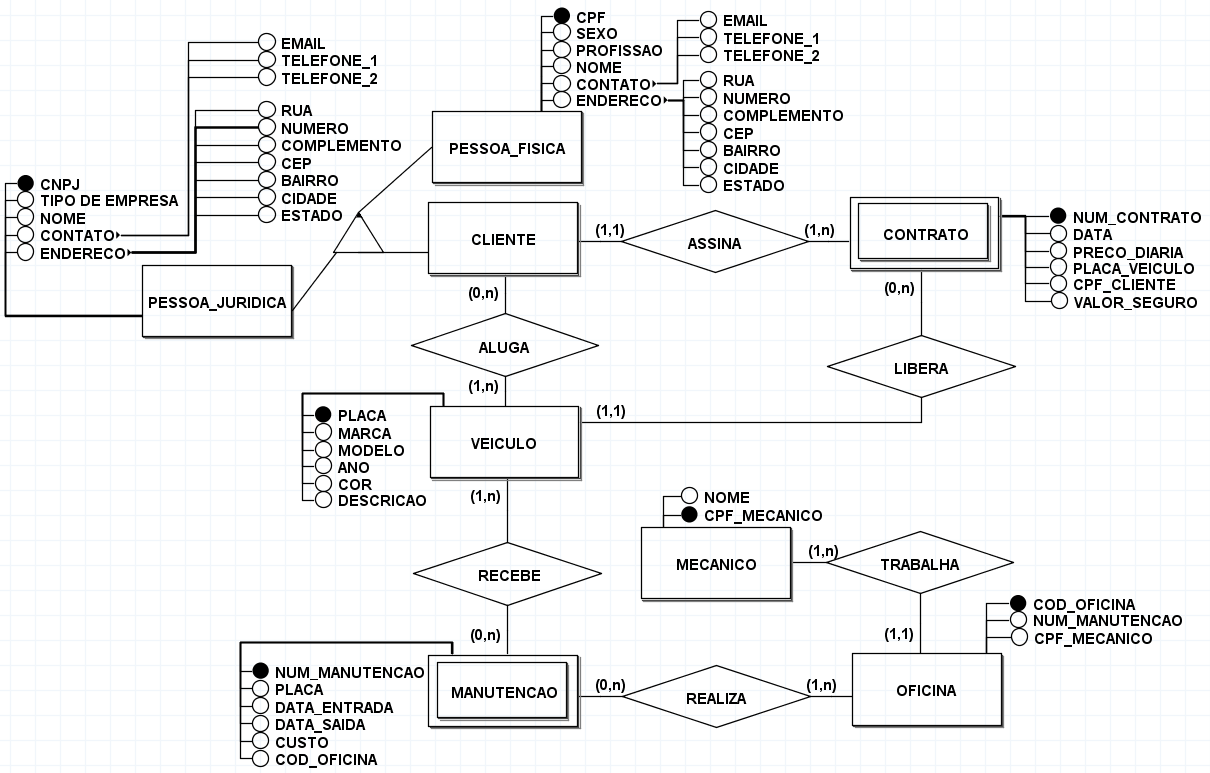 CPF
SEXO
PROFISSAO
NOME
CONTATO
ENDERECO
EMAIL
TELEFONE_1
TELEFONE_2
RUA
NUMERO
COMPLEMENTO
CEP
BAIRRO
CIDADE
ESTADO
EMAIL
TELEFONE_1
TELEFONE_2
RUA
NUMERO
COMPLEMENTO
CEP
BAIRRO
CIDADE
ESTADO
CNPJ
TIPO DE EMPRESA
NOME
CONTATO
ENDERECO
PESSOA_FISICA
PESSOA_JURIDICA
CLIENTE
(1,1)
ASSINA
(1,n)
CONTRATO
NUM_CONTRATO
DATA
PRECO_DIARIA
PLACA_VEICULO
CPF_CLIENTE
VALOR_SEGURO
(0,n)
ALUGA
(1,n)
(0,n)
LIBERA
(1,1)
PLACA
MARCA
MODELO
ANO
COR
DESCRICAO
VEICULO
(1,n)
RECEBE
(0,n)
NOME
CPF_MECANICO
MECANICO
(1,n)
TRABALHA
(1,1)
COD_OFICINA
NUM_MANUTENCAO
CPF_MECANICO
OFICINA
NUM_MANUTENCAO
PLACA
DATA_ENTRADA
DATA_SAIDA
CUSTO
COD_OFICINA
MANUTENCAO
(0,n)
REALIZA
(1,n)